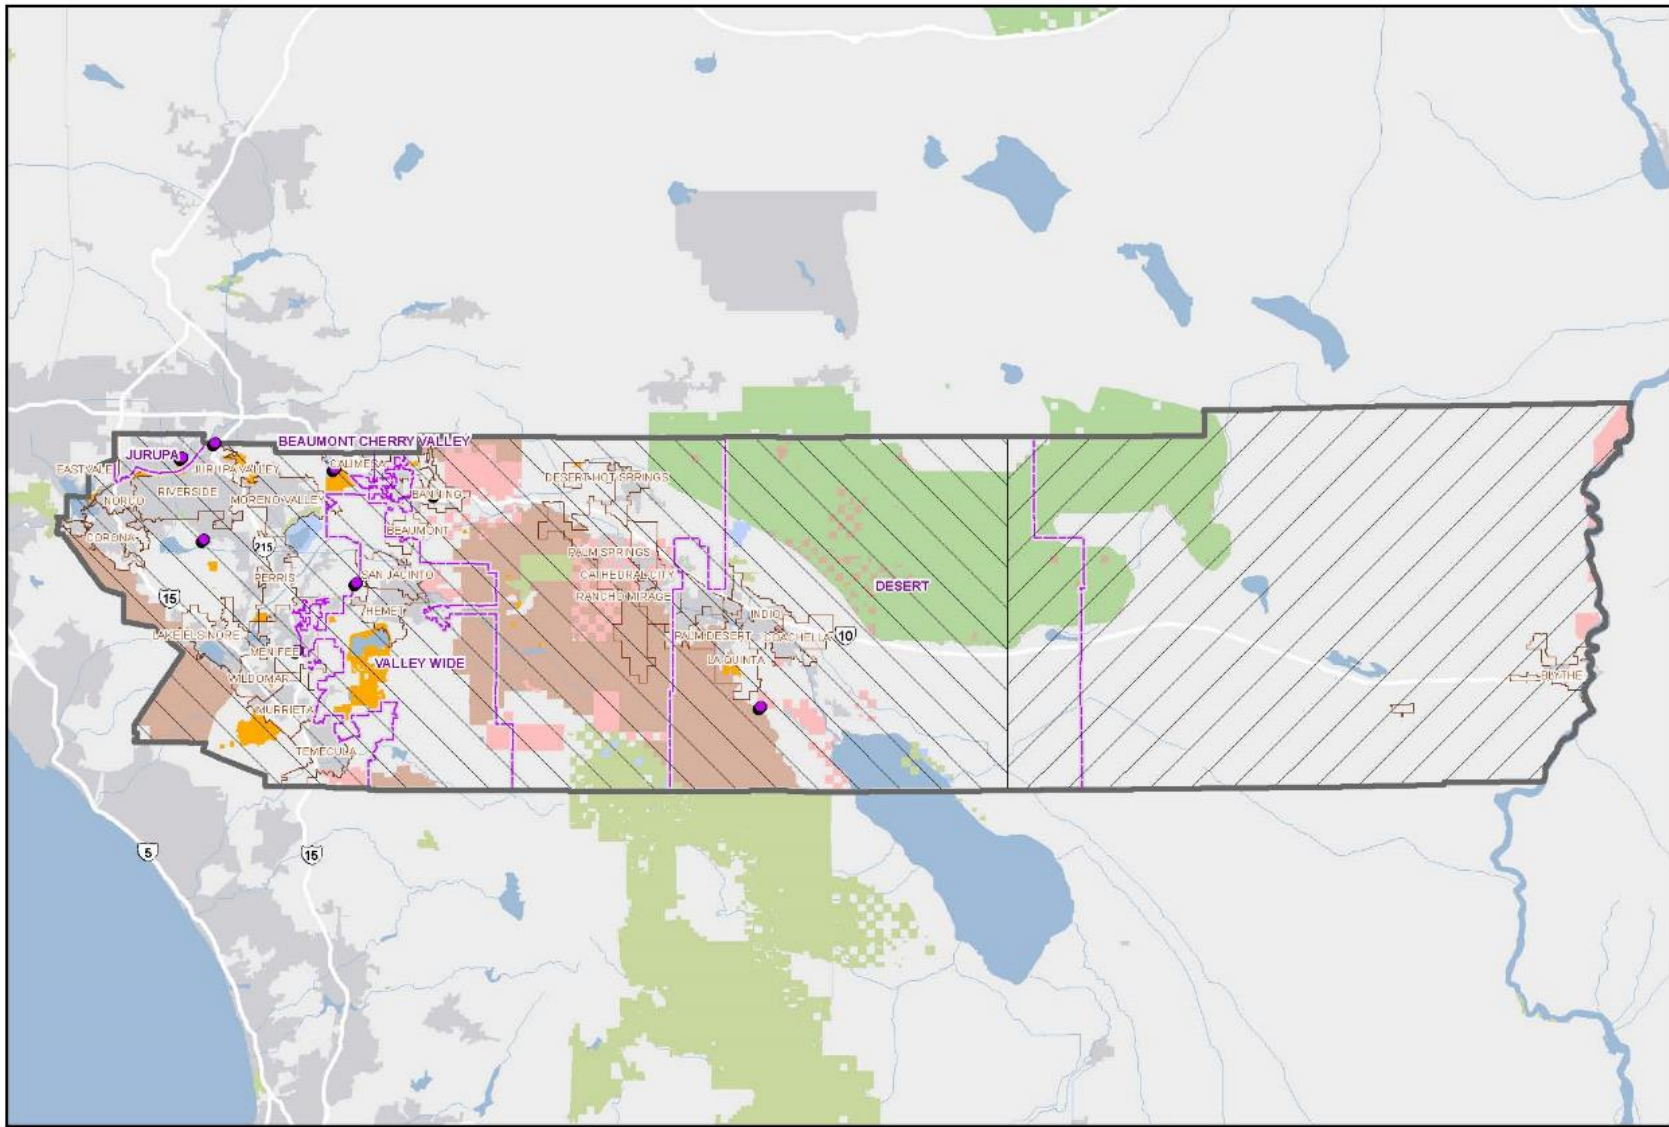 BEAUMONT CHERRY VALLEY
JURUPA
CALIMESA
EASTVALE
JURUPA VALLEY
DESERT HOT SPRINGS
RIVERSIDE
NORCO
MORENO VALLEY
BANNING
BEAUMONT
CORONA
215
PALM SPRINGS
PERRIS
SAN JACINTO
CATHEDRAL CITY
DESERT
15
RANCHO MIRAGE
HEMET
INDIO
LAKE ELSINORE
PALM DESERT
COACHELLA
10
MENIFEE
VALLEY WIDE
LA QUINTA
WILDOMAR
BLYTHE
MURRIETA
TEMECULA
5
15